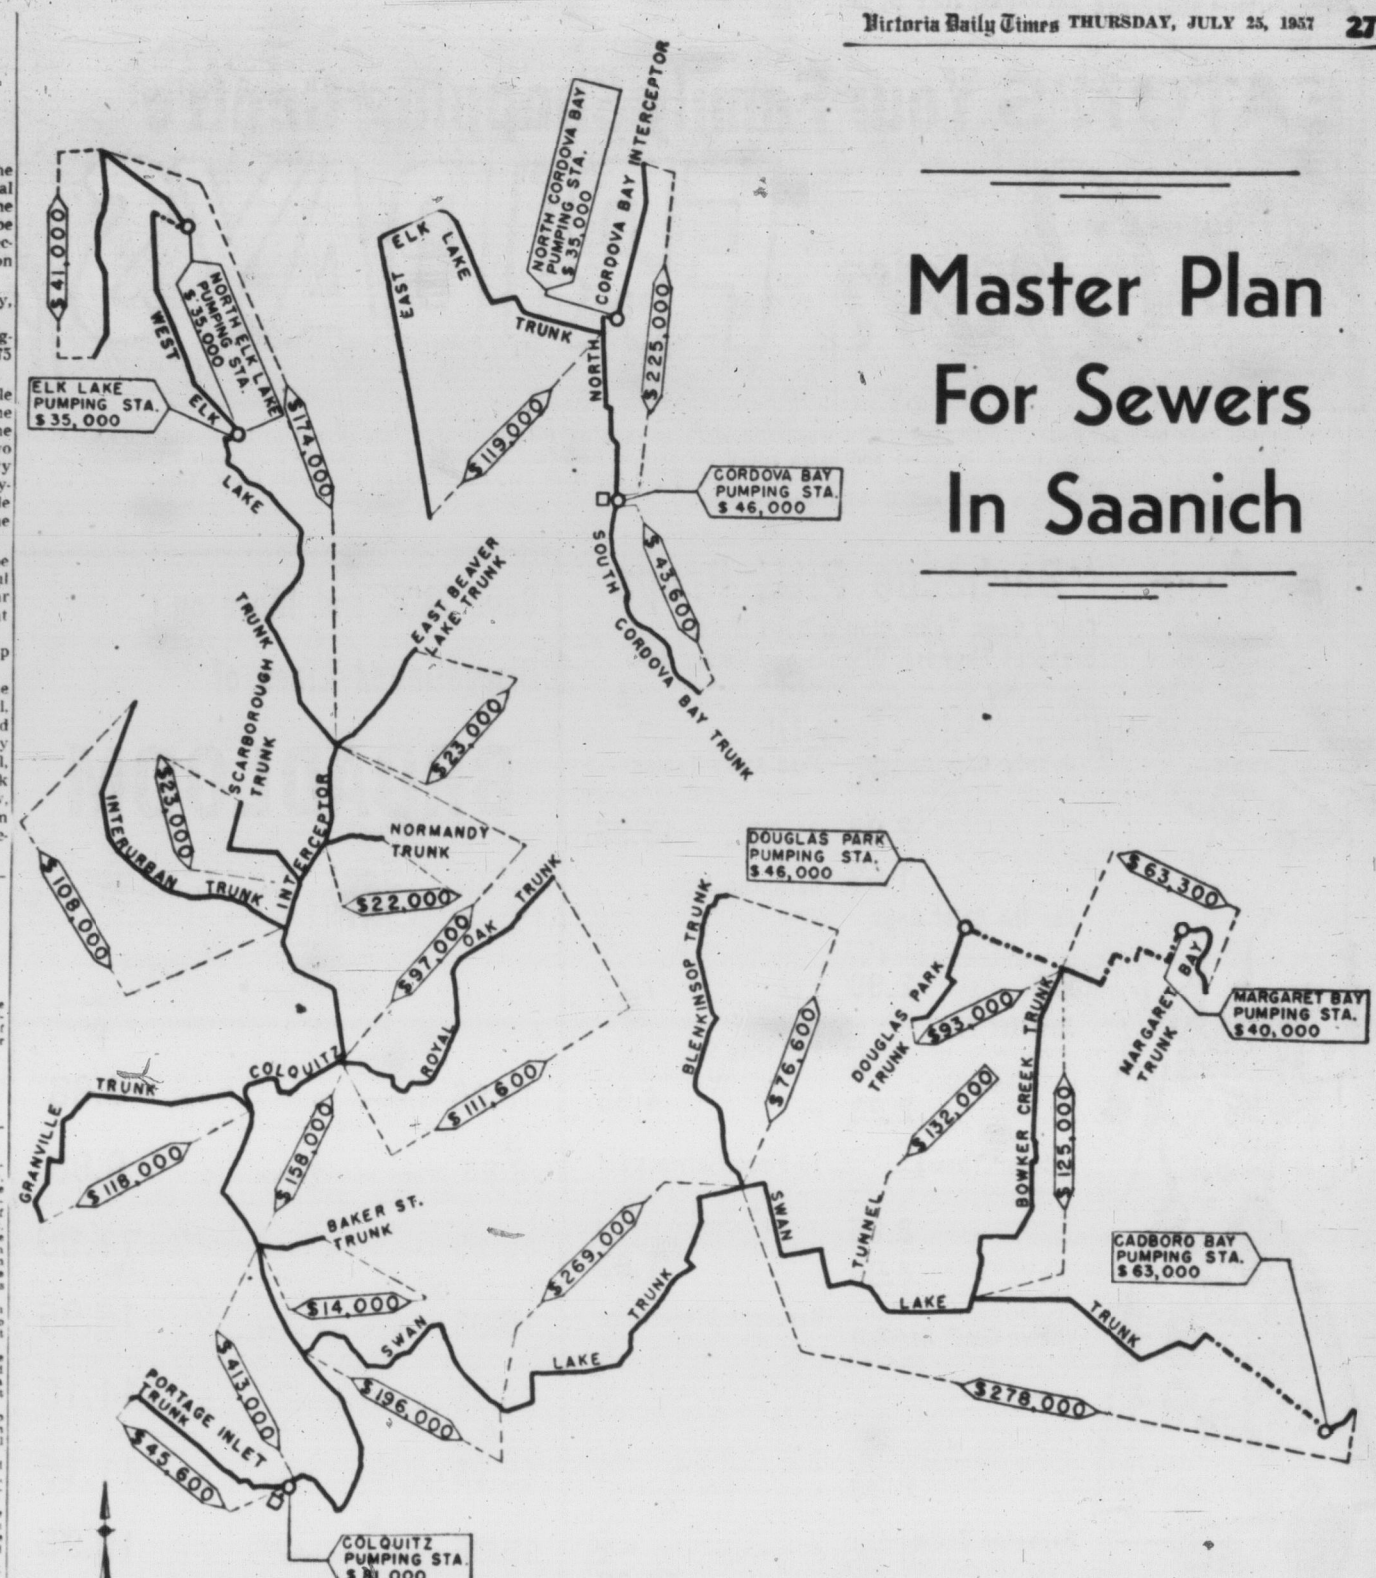 Victoria Daily Times THURSDAY, JULY 25, 1957 27
Master Plan
For Sewers
In Saanich
CORDOVA BAY INTERCEPTOR
NORTH CORDOVA BAY
PUMPING STA.
$ 35,000
$ 41,000
NORTH ELK LAKE
PUMPING STA.
$ 35,000
WEST
ELK
LAKE
TRUNK
ELK LAKE
PUMPING STA.
$ 35,000
$174,000
EAST
ELK
LAKE
TRUNK
$119,000
NORTH
$225,000
CORDOVA BAY
PUMPING STA.
$ 46,000
SOUTH
CORDOVA BAY TRUNK
$ 43,600
EAST BEAVER
LAKE TRUNK
$23,000
SCARBOROUGH
TRUNK
$23,000
INTERURBAN
TRUNK
INTERCEPTOR
$108,000
NORMANDY
TRUNK
$22,000
$97,000
ROYAL
OAK
TRUNK
$ 111,600
COLQUITZ
GRANVILLE
TRUNK
$118,000
$158,000
BAKER ST.
TRUNK
$14,000
$413,000
SWAN
LAKE
TRUNK
$196,000
$269,000
PORTAGE INLET
TRUNK
$45,600
COLQUITZ
PUMPING STA.
$ 81,000
BLENKINSOP TRUNK
$ 76,600
DOUGLAS PARK
PUMPING STA.
$ 46,000
DOUGLAS PARK
TRUNK
$93,000
$132,000
TUNNEL
BOWKER CREEK TRUNK
$125,000
$ 63,300
MARGARET BAY
TRUNK
MARGARET BAY
PUMPING STA.
$ 40,000
SWAN
LAKE
TRUNK
CADBORO BAY
PUMPING STA.
$ 63,000
$278,000